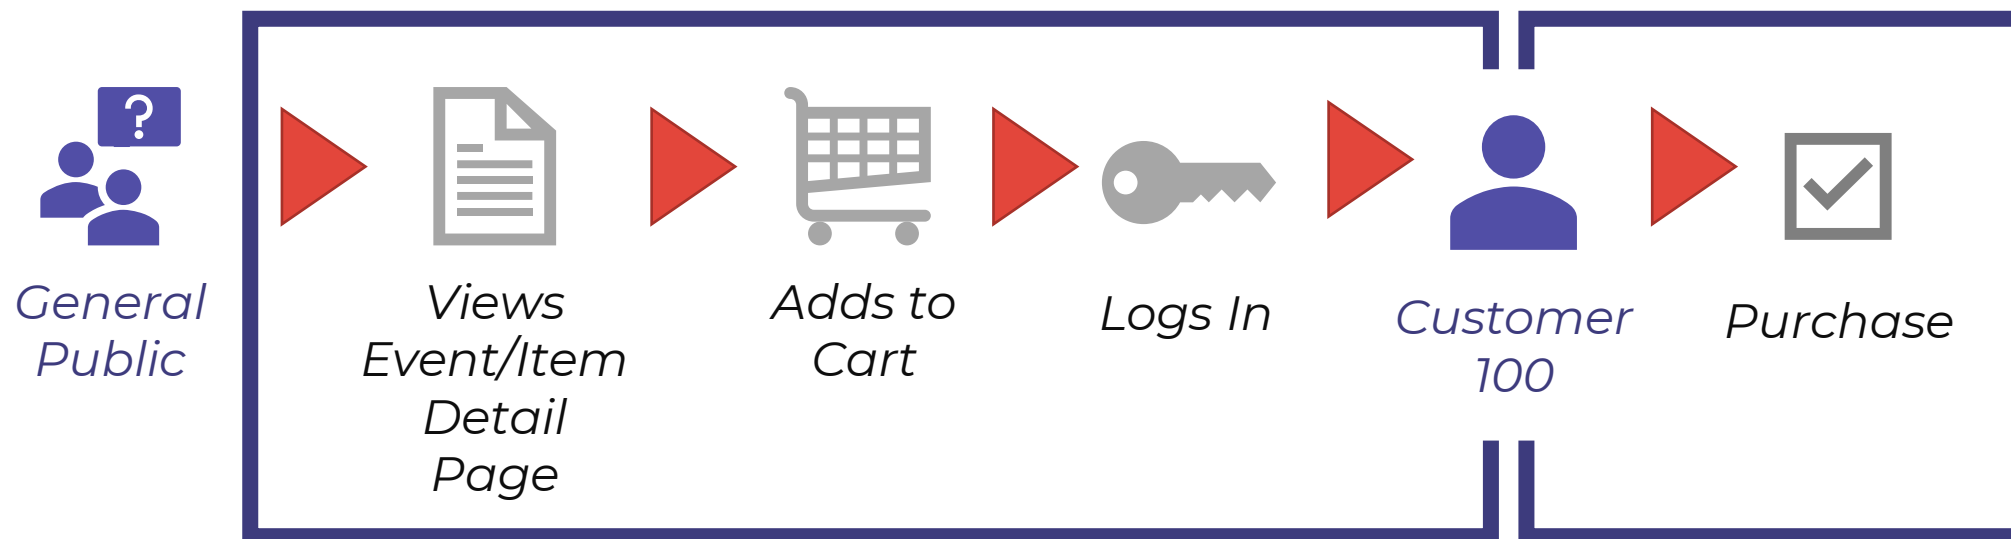 ?
General
Public
Views
Event/Item
Detail
Page
Adds to
Cart
Logs In
Customer
100
Purchase